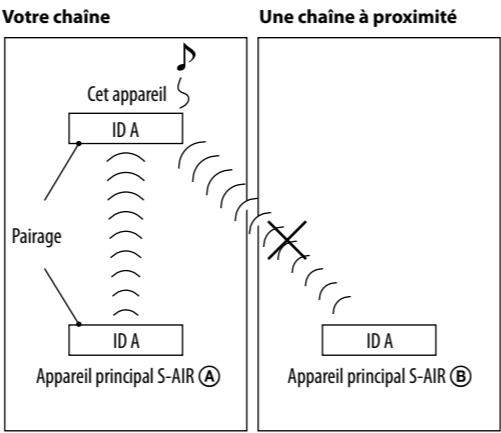 Votre chaîne
Une chaîne à proximité
Cet appareil
ID A
Pairage
ID A
ID A
Appareil principal S-AIR Ⓐ
Appareil principal S-AIR Ⓑ